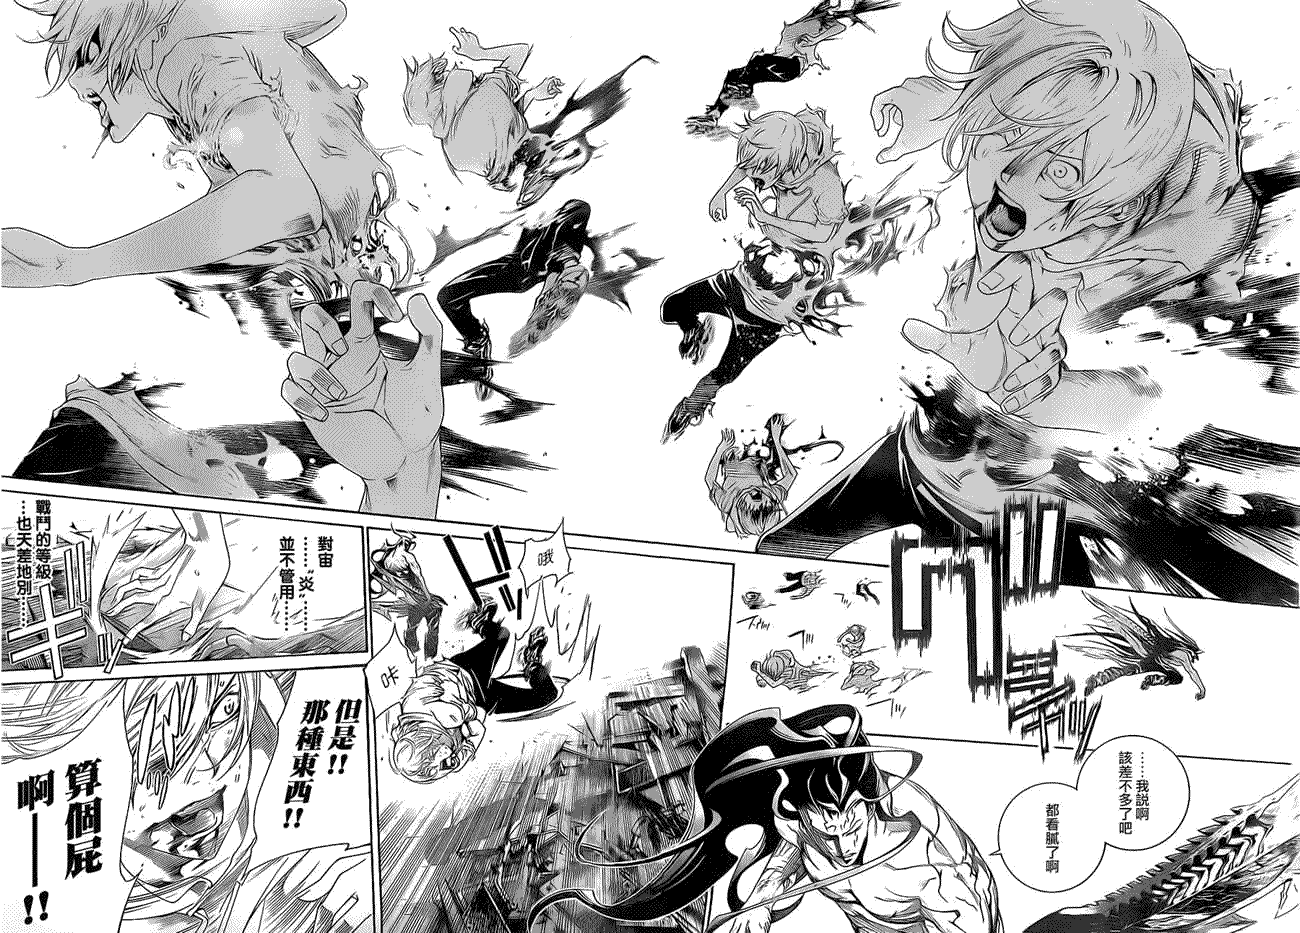 ……我説啊
該差不多了吧
都看膩了啊
哦
咔
對宙
……“炎”……
並不管用……
戰鬥的等級
……也天差地別……
但是!!
那種東西!!
算個屁
啊——!!